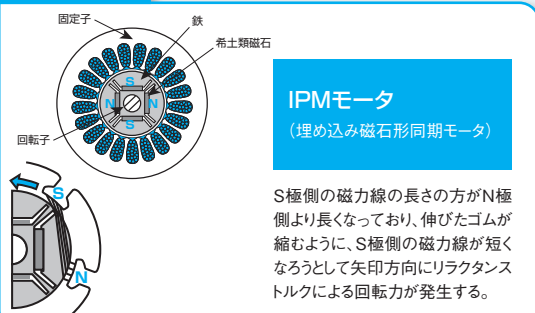 固定子
鉄
希土類磁石
S
N
N
S
回転子
S
N
IPMモータ
（埋め込み磁石形同期モータ）
S極側の磁力線の長さの方がN極
側より長くなっており、伸びたゴムが
縮むように、S極側の磁力線が短く
なろうとして矢印方向にリラクタンス
トルクによる回転力が発生する。